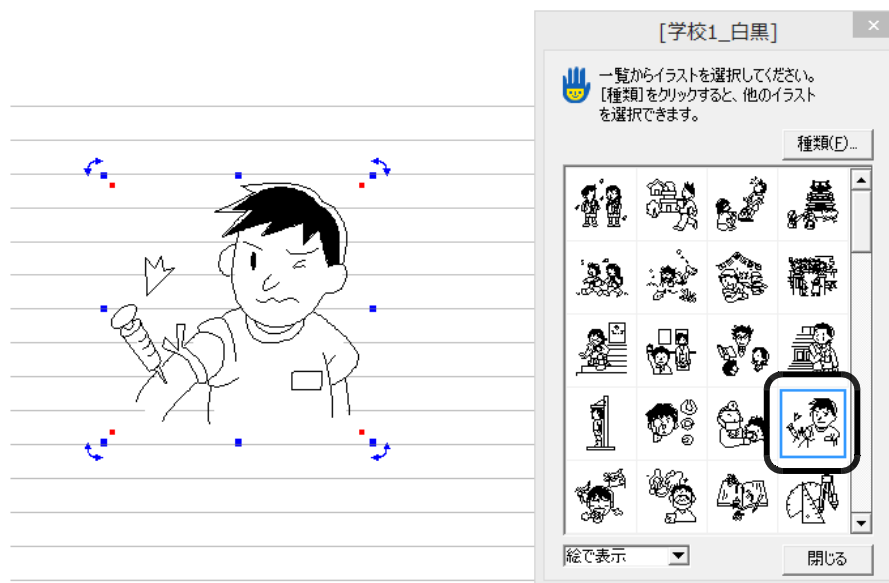 [学校1_白黒]
×
一覧からイラストを選択してください。
[種類]をクリックすると、他のイラスト
を選択できます。
種類(F)...
絵で表示
閉じる